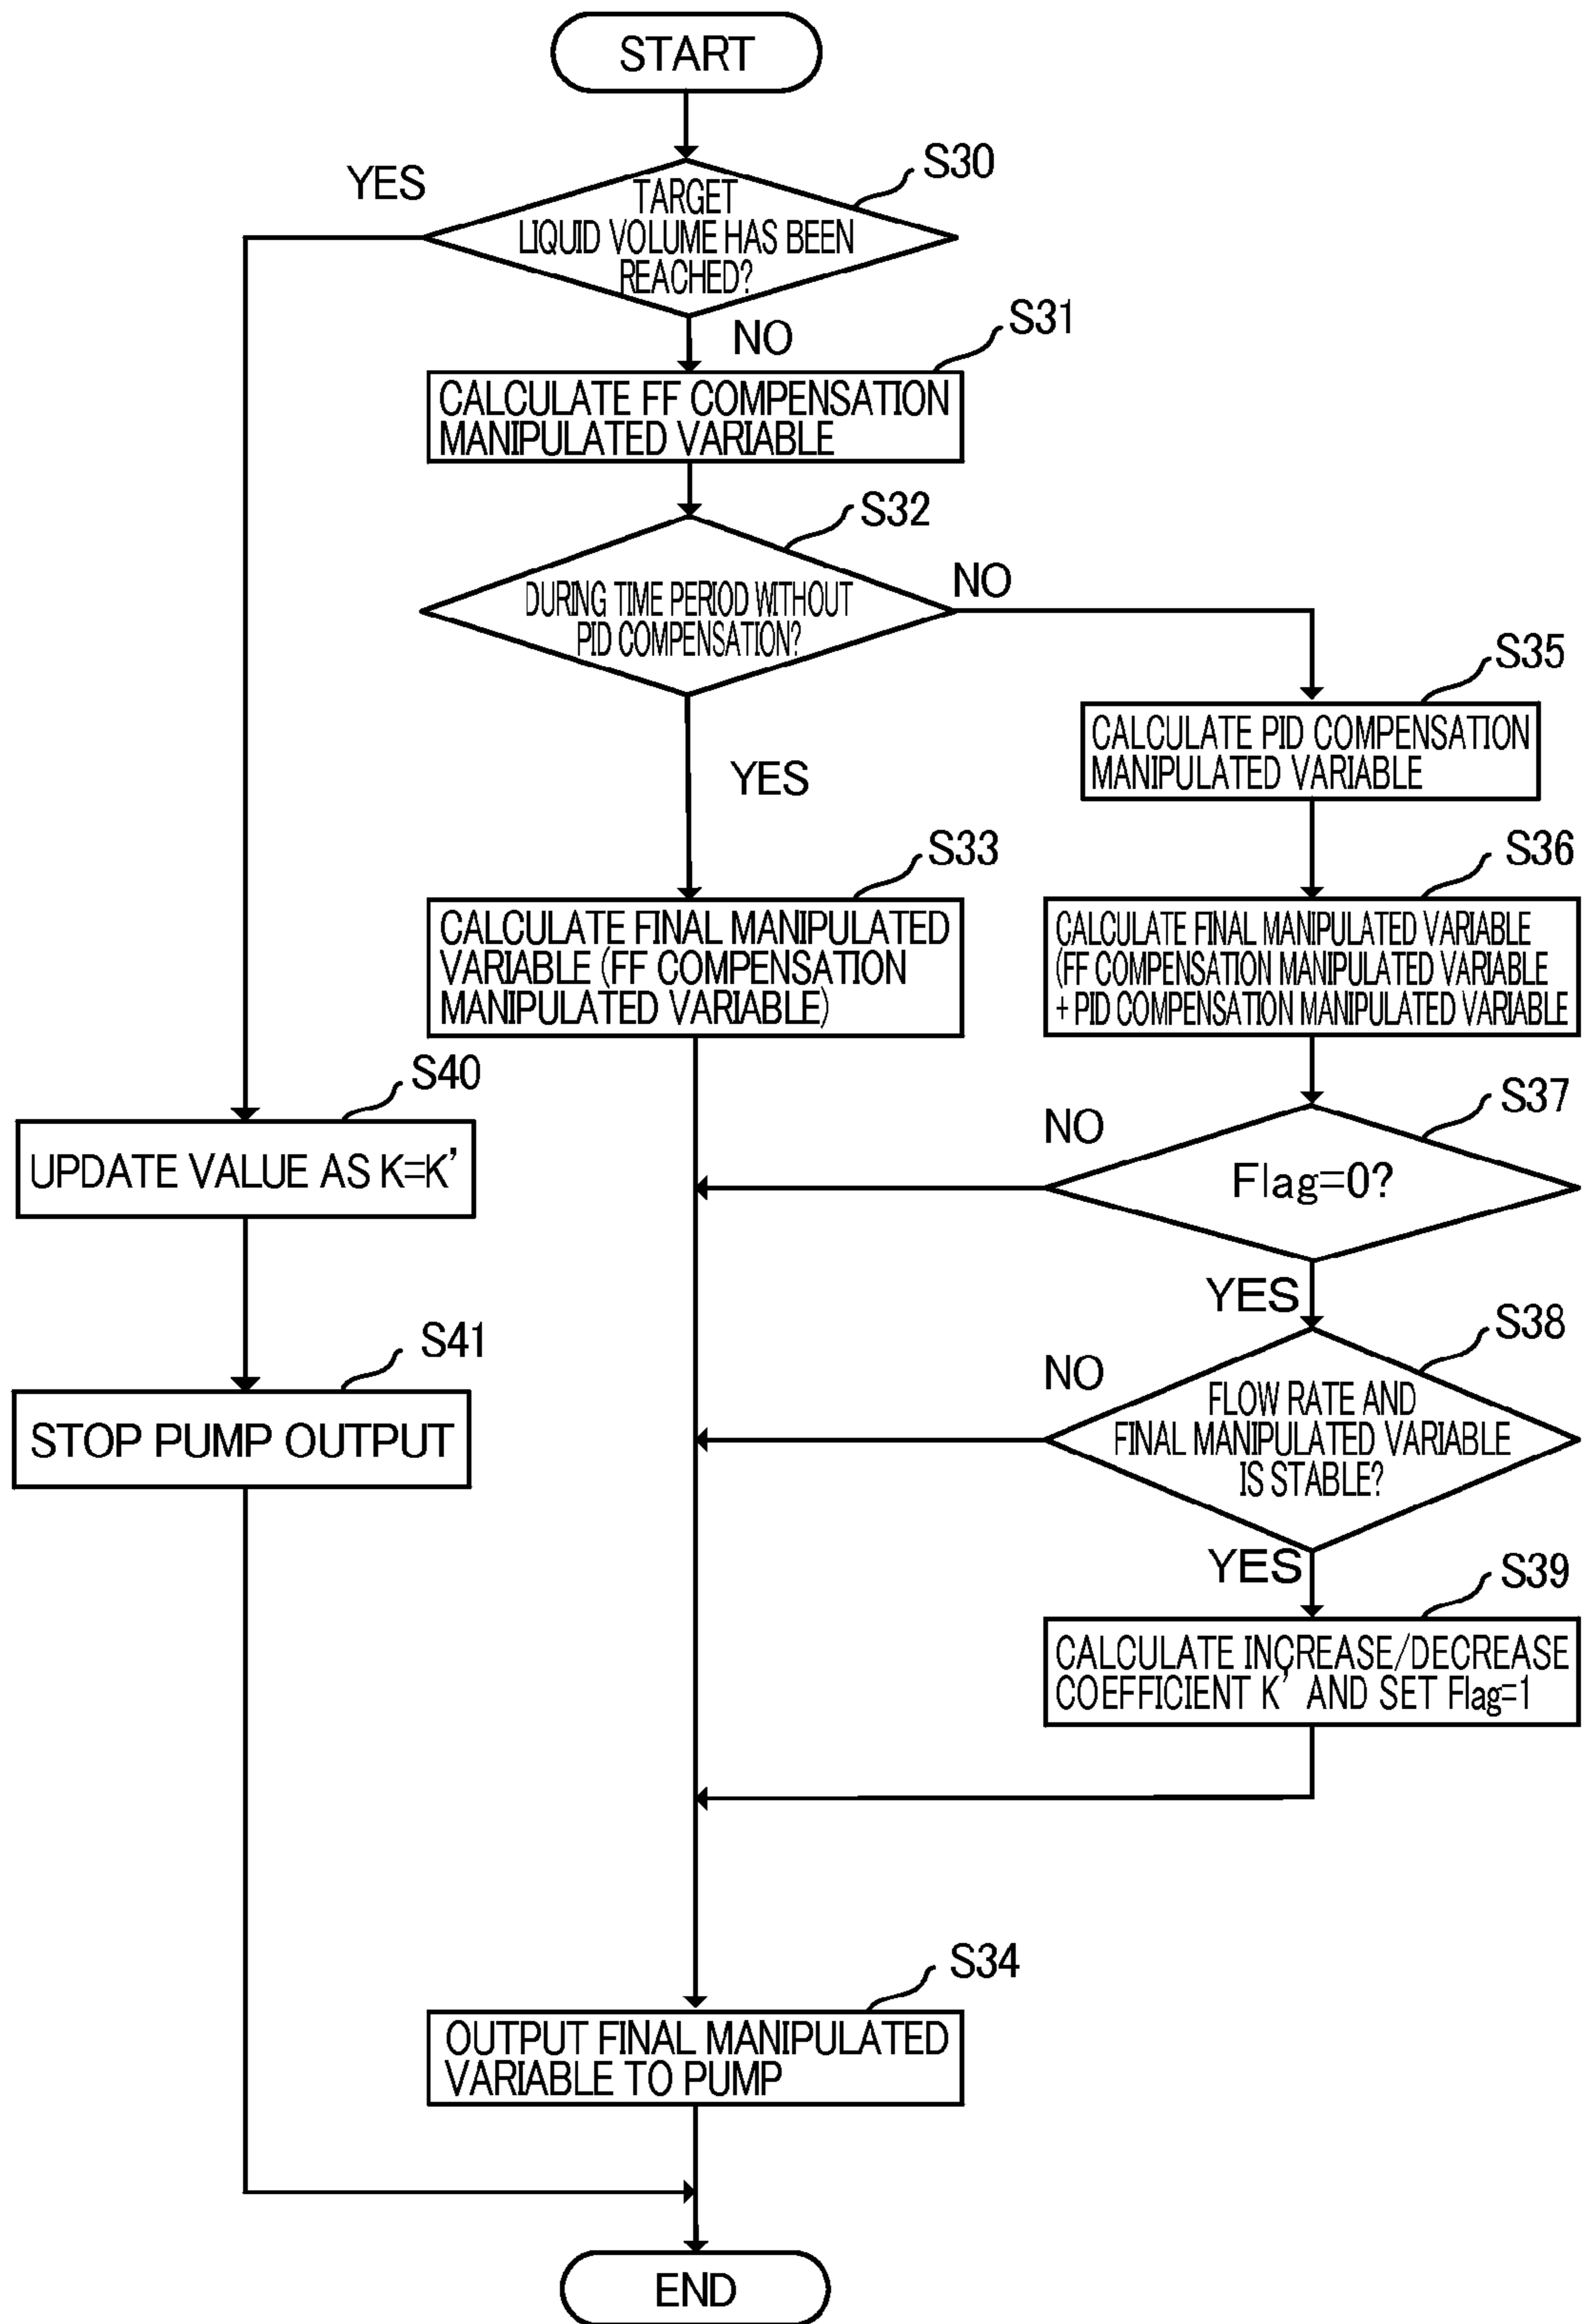 START
S30
YES
TARGET
LIQUID VOLUME HAS BEEN
REACHED?
NO
S31
CALCULATE FF COMPENSATION
MANIPULATED VARIABLE
S32
DURING TIME PERIOD WITHOUT
PID COMPENSATION?
NO
YES
S35
CALCULATE PID COMPENSATION
MANIPULATED VARIABLE
S33
CALCULATE FINAL MANIPULATED
VARIABLE (FF COMPENSATION
MANIPULATED VARIABLE)
S36
CALCULATE FINAL MANIPULATED VARIABLE
(FF COMPENSATION MANIPULATED VARIABLE
+ PID COMPENSATION MANIPULATED VARIABLE
S40
UPDATE VALUE AS K=K'
S37
NO
Flag=0?
YES
S41
STOP PUMP OUTPUT
S38
NO
FLOW RATE AND
FINAL MANIPULATED VARIABLE
IS STABLE?
YES
S39
CALCULATE INCREASE/DECREASE
COEFFICIENT K' AND SET Flag=1
S34
OUTPUT FINAL MANIPULATED
VARIABLE TO PUMP
END